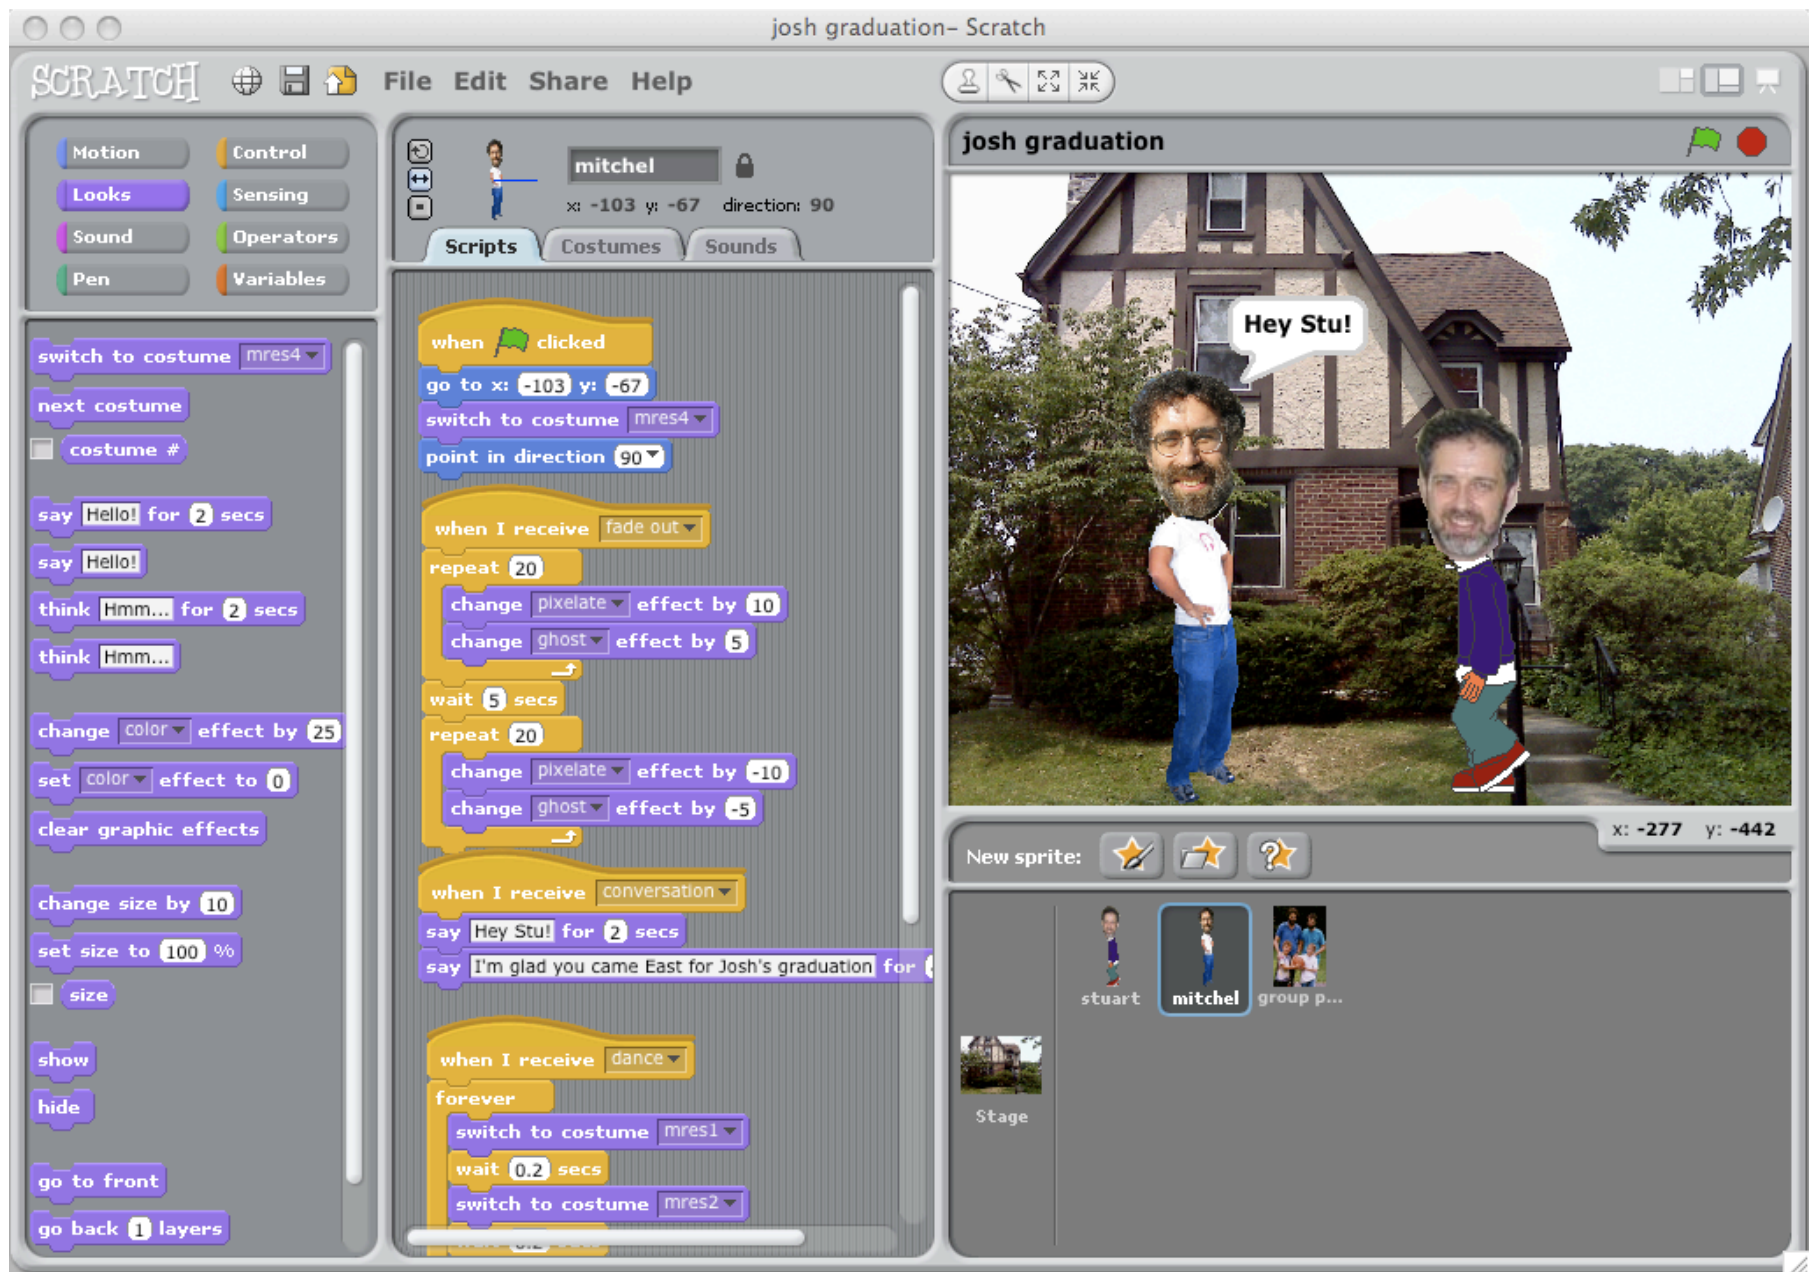 josh graduation– Scratch
SCRATCH File Edit Share Help
Motion Control
Looks Sensing
Sound Operators
Pen Variables
switch to costume mres4
next costume
costume #
say Hello! for 2 secs
say Hello!
think Hmm... for 2 secs
think Hmm...
change color effect by 25
set color effect to 0
clear graphic effects
change size by 10
set size to 100 %
size
show
hide
go to front
go back 1 layers
mitchel
x: -103 y: -67 direction: 90
Scripts Costumes Sounds
when clicked
go to x: -103 y: -67
switch to costume mres4
point in direction 90
when I receive fade out
repeat 20
change pixelate effect by 10
change ghost effect by 5
wait 5 secs
repeat 20
change pixelate effect by -10
change ghost effect by -5
when I receive conversation
say Hey Stu! for 2 secs
say I'm glad you came East for Josh's graduation for
when I receive dance
forever
switch to costume mres1
wait 0.2 secs
switch to costume mres2
josh graduation
Hey Stu!
x: -277 y: -442
New sprite:
stuart mitchel group p...
Stage